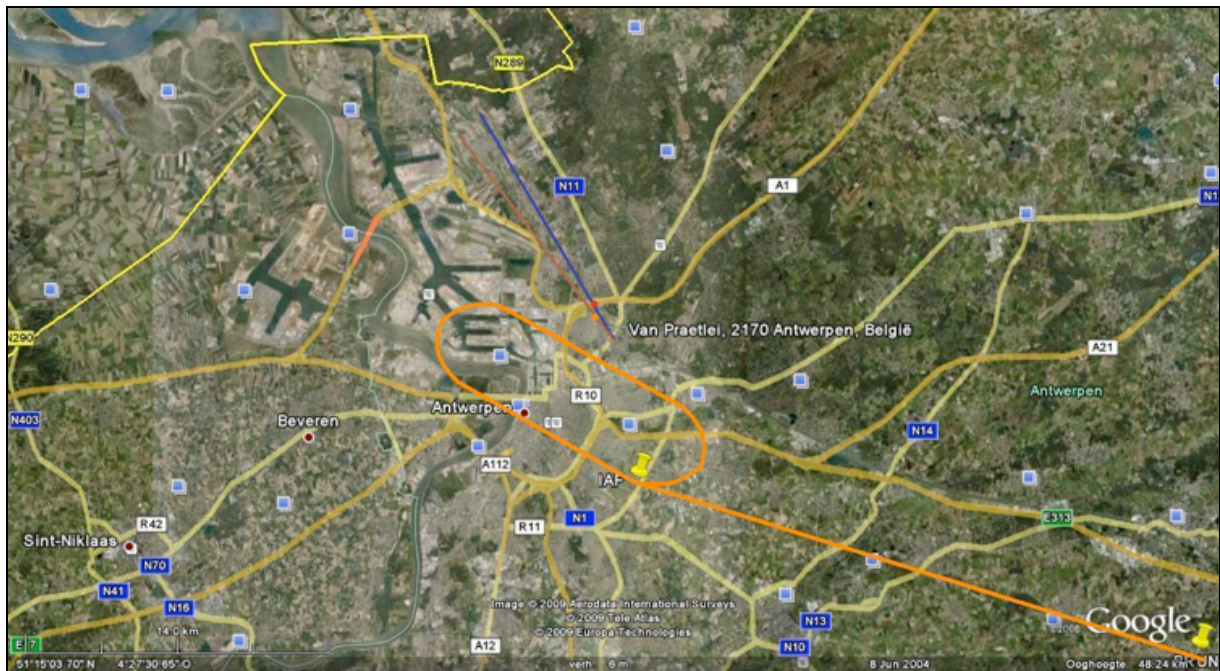 N289
N11
A1
N290
Van Praetlei, 2170 Antwerpen, België
A21
Antwerpen
R10
Antwerpen
N403
Beveren
N14
A112
IAF
E313
R42
R11
N1
Sint-Niklaas
N70
N41
N16
Image © 2009 Aerodata International Surveys
© 2009 Tele Atlas
© 2009 Europa Technologies
N13
©2008 Google
14.0 km
A12
N10
51°15'03.70" N 4°27'30.65" O
verh 6 m
8 Jun 2004
Ooghoogte 48.24 km